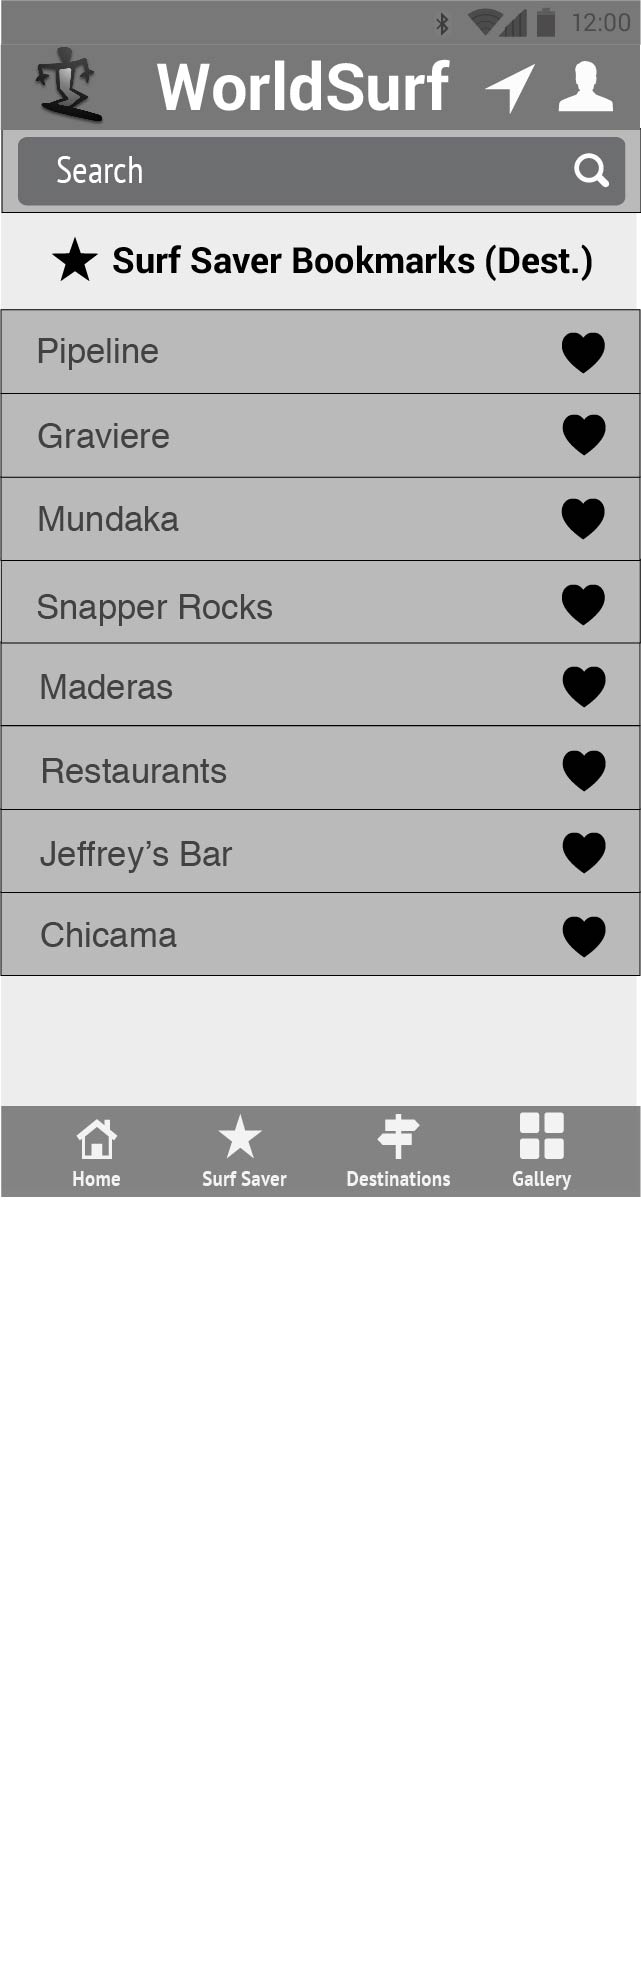 12:00
WorldSurf
Search
Surf Saver Bookmarks (Dest.)
Pipeline
Graviere
Mundaka
Snapper Rocks
Maderas
Restaurants
Jeffrey’s Bar
Chicama
Home Surf Saver Destinations Gallery